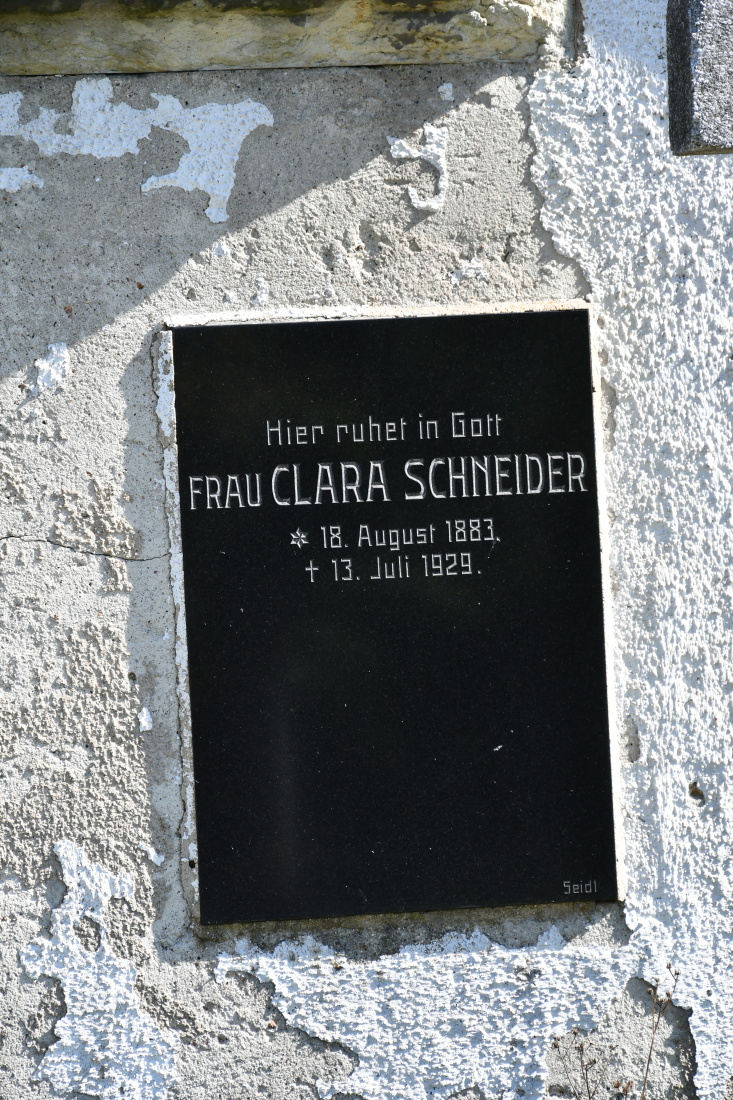 Hier ruhet in Gott
FRAU CLARA SCHNEIDER
* 18. August 1883.
† 13. Juli 1929.
Seidl